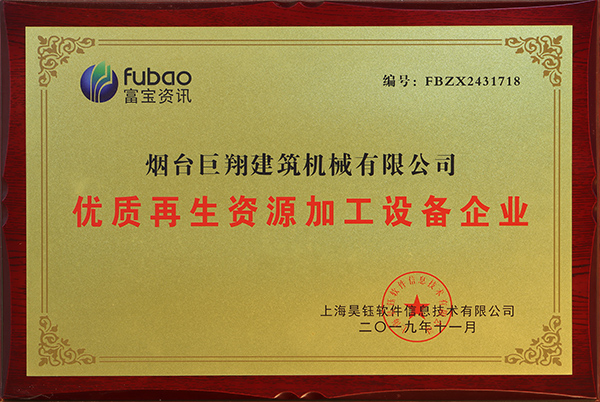 fubao
富宝资讯
编号：FBZX2431718
烟台巨翔建筑机械有限公司
优质再生资源加工设备企业
上海昊钰软件信息技术有限公司
二〇一九年十一月